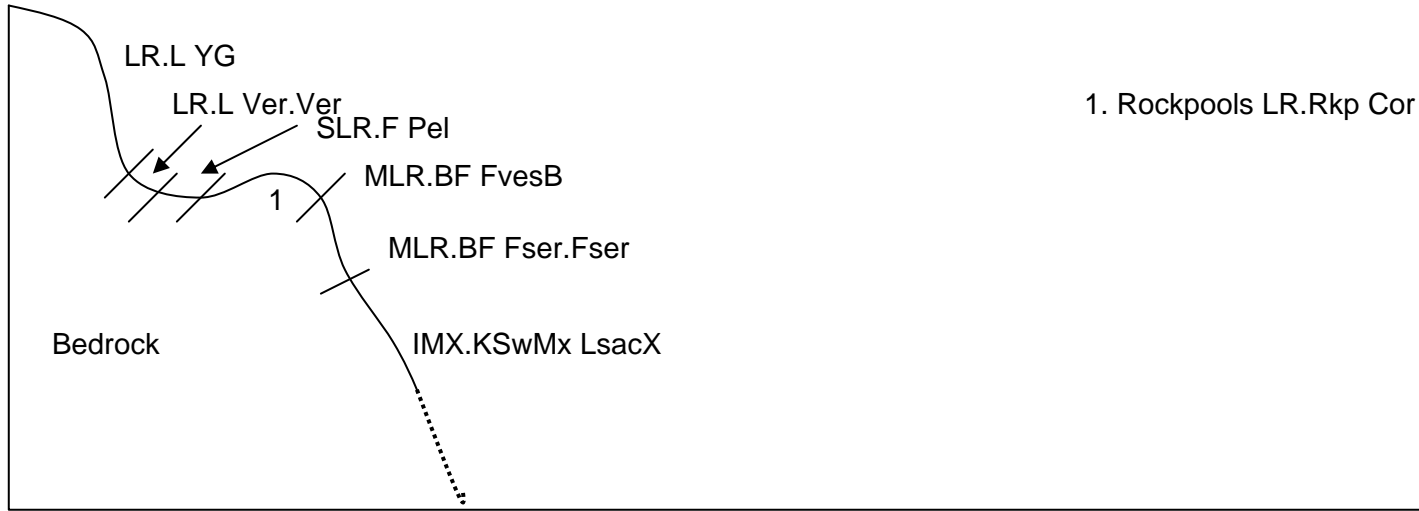 LR.L YG
LR.L Ver.Ver
1. Rockpools LR.Rkp Cor
SLR.F Pel
MLR.BF FvesB
1
MLR.BF Fser.Fser
Bedrock
IMX.KSwMx LsacX